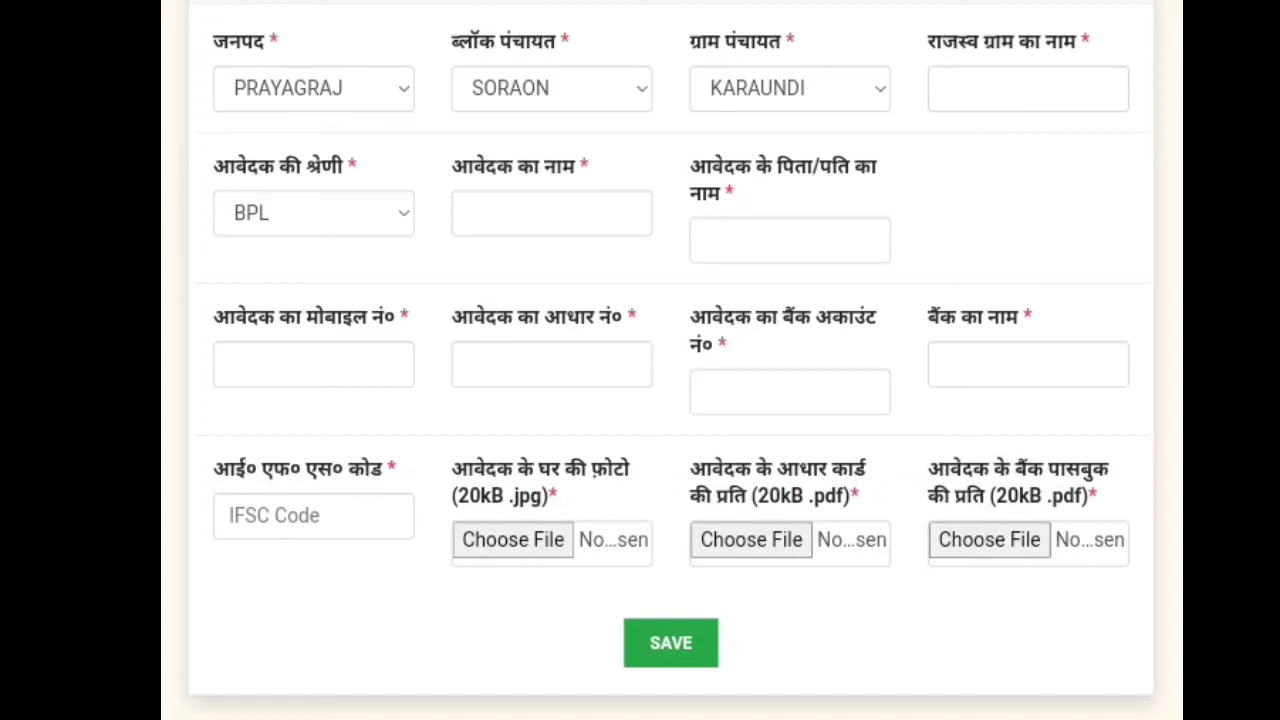 जनपद * ब्लॉक पंचायत * ग्राम पंचायत * राजस्व ग्राम का नाम *
PRAYAGRAJ SORAON KARAUNDI
आवेदक की श्रेणी * आवेदक का नाम * आवेदक के पिता/पति का
नाम *
BPL
आवेदक का मोबाइल नं० * आवेदक का आधार नं० * आवेदक का बैंक अकाउंट बैंक का नाम *
नं० *
आई० एफ० एस० कोड * आवेदक के घर की फ़ोटो आवेदक के आधार कार्ड आवेदक के बैंक पासबुक
(20kB .jpg)* की प्रति (20kB .pdf)* की प्रति (20kB .pdf)*
IFSC Code Choose File No...sen Choose File No...sen Choose File No...sen
SAVE